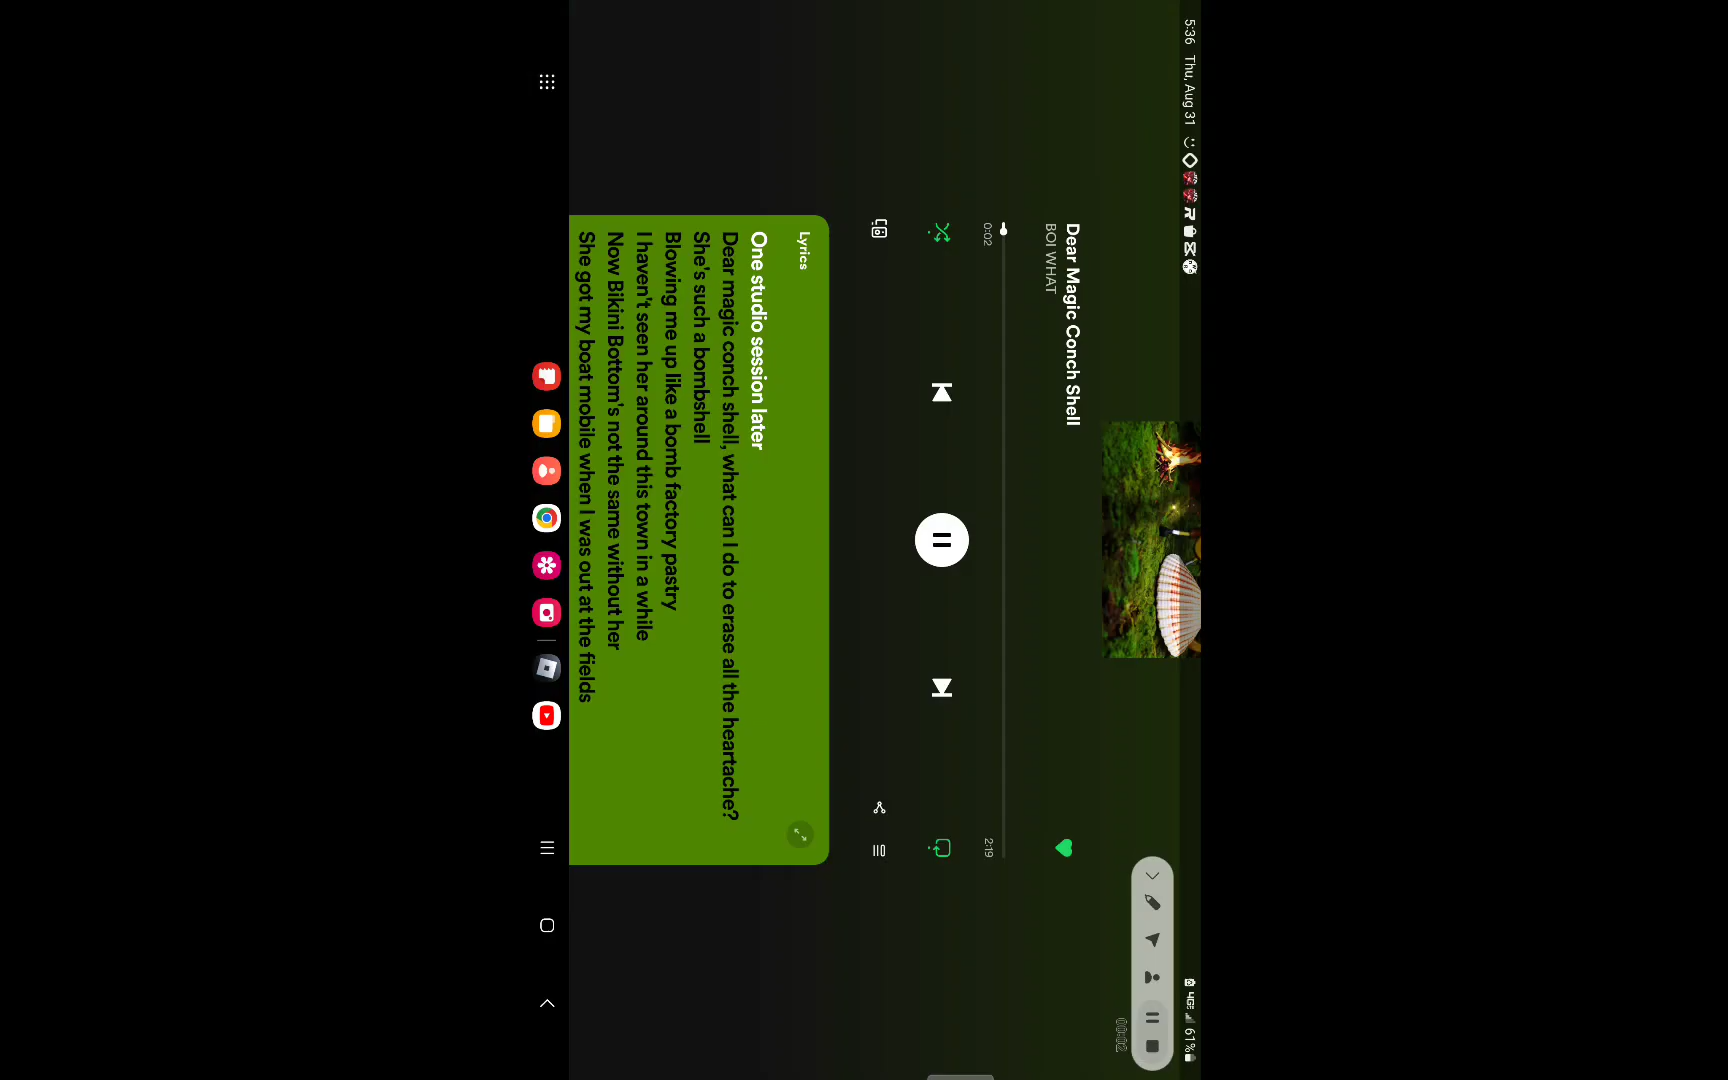 5:36 Thu, Aug 31
4GE 61%
00:02
Dear Magic Conch Shell
BOI WHAT
0:02
2:19
Lyrics
One studio session later
Dear magic conch shell, what can I do to erase all the heartache?
She's such a bombshell
Blowing me up like a bomb factory pastry
I haven't seen her around this town in a while
Now Bikini Bottom's not the same without her
She got my boat mobile when I was out at the fields